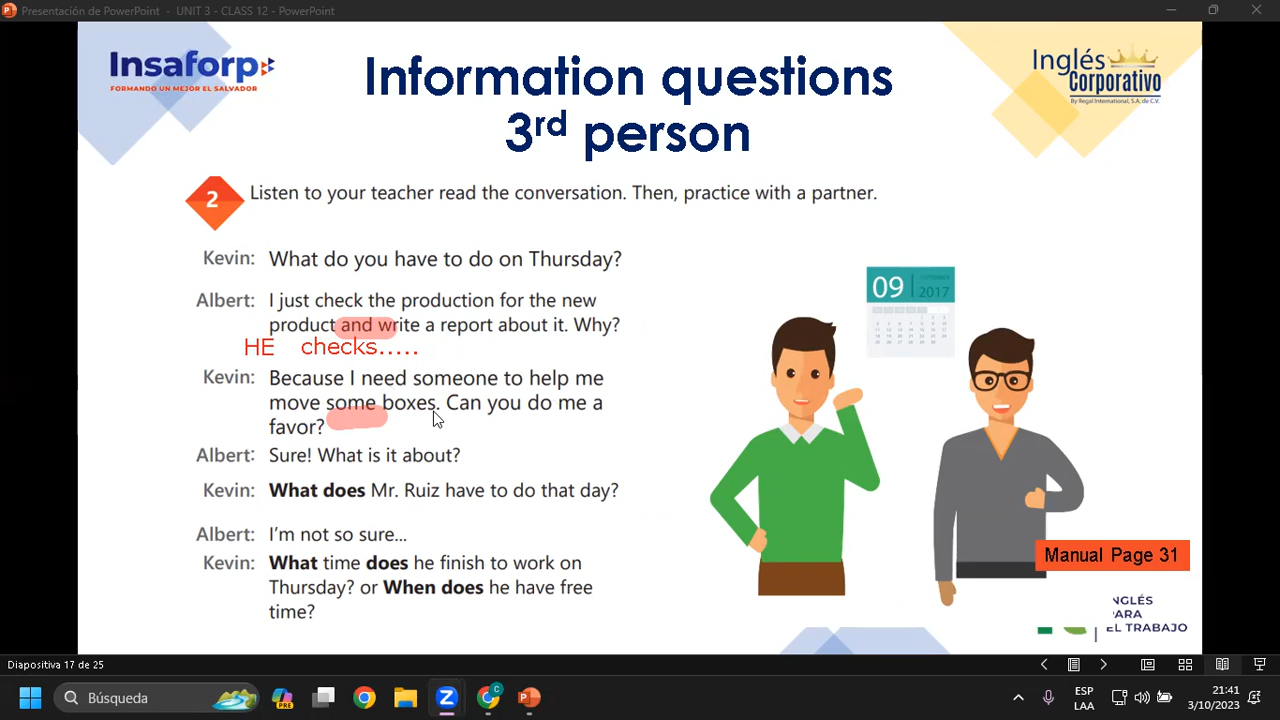 Presentación de PowerPoint - UNIT 3 - CLASS 12 - PowerPoint
Insaforp
FORMANDO UN MEJOR EL SALVADOR
Information questions
3rd person
Inglés
Corporativo
By Regal International, S.A. de C.V.
2
Listen to your teacher read the conversation. Then, practice with a partner.
Kevin: What do you have to do on Thursday?
Albert: I just check the production for the new
product and write a report about it. Why?
HE checks.....
Kevin: Because I need someone to help me
move some boxes. Can you do me a
favor?
Albert: Sure! What is it about?
Kevin: What does Mr. Ruiz have to do that day?
Albert: I'm not so sure...
Kevin: What time does he finish to work on
Thursday? or When does he have free
time?
09
2017
Manual Page 31
INGLÉS
PARA
EL TRABAJO
Diapositiva 17 de 25
Búsqueda
PRE
ESP
LAA
21:41
3/10/2023